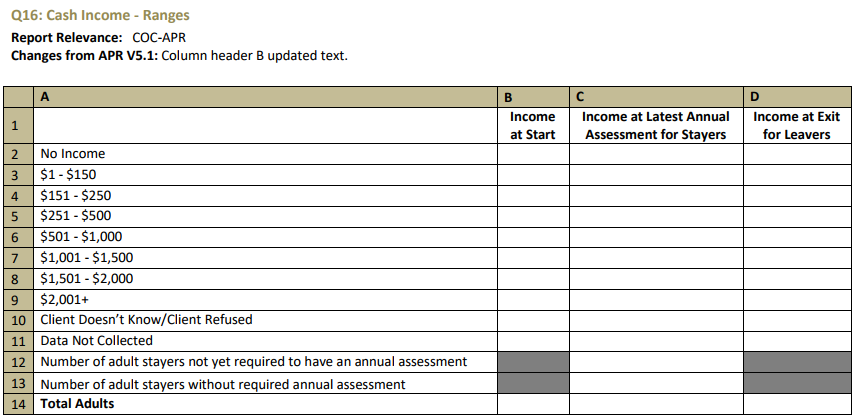 Q16: Cash Income - Ranges
Report Relevance: COC-APR
Changes from APR V5.1: Column header B updated text.
A B C D
1 Income at Start Income at Latest Annual Assessment for Stayers Income at Exit for Leavers
2 No Income
3 $1 - $150
4 $151 - $250
5 $251 - $500
6 $501 - $1,000
7 $1,001 - $1,500
8 $1,501 - $2,000
9 $2,001+
10 Client Doesn’t Know/Client Refused
11 Data Not Collected
12 Number of adult stayers not yet required to have an annual assessment
13 Number of adult stayers without required annual assessment
14 Total Adults